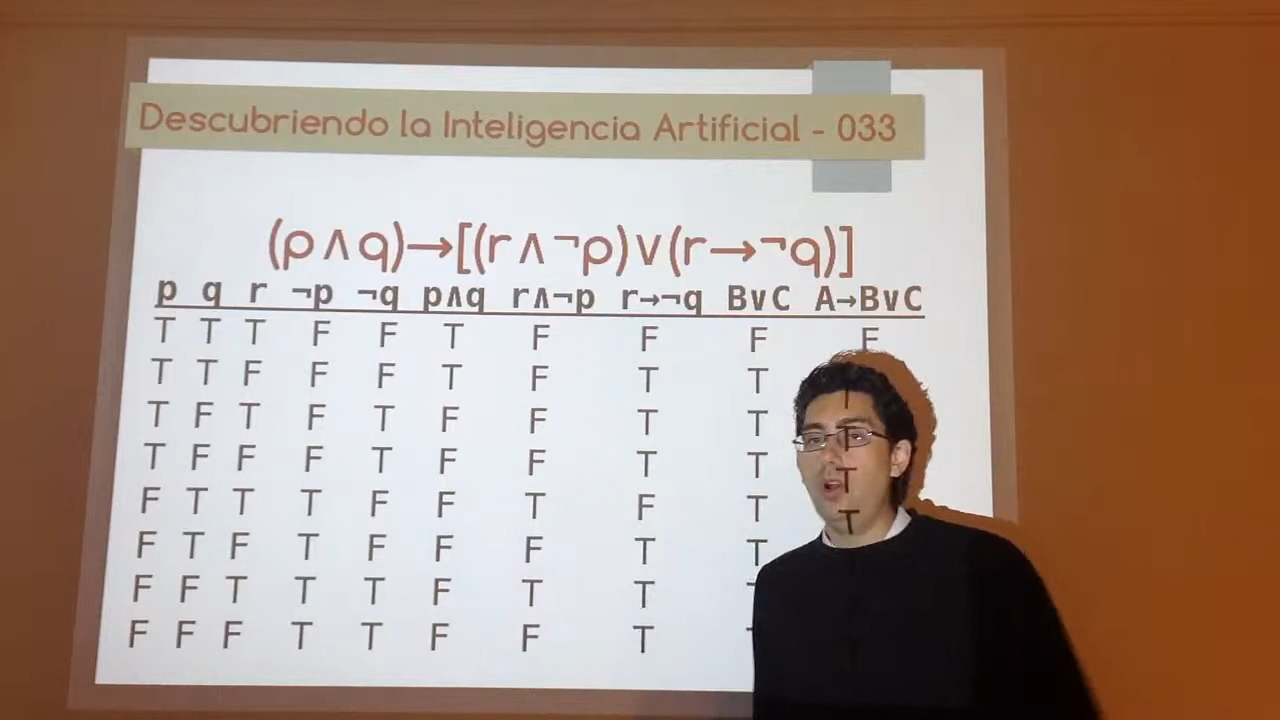 Descubriendo la Inteligencia Artificial - 033
(p∧q)→[(r∧¬p)∨(r→¬q)]
p q r ¬p ¬q p∧q r∧¬p r→¬q B∨C A→B∨C
T T T F F T F F F F
T T F F F T F T T T
T F T F T F F T T T
T F F F T F F T T T
F T T T F F T F T T
F T F T F F F T T
F F T T T F T T
F F F T T F F T